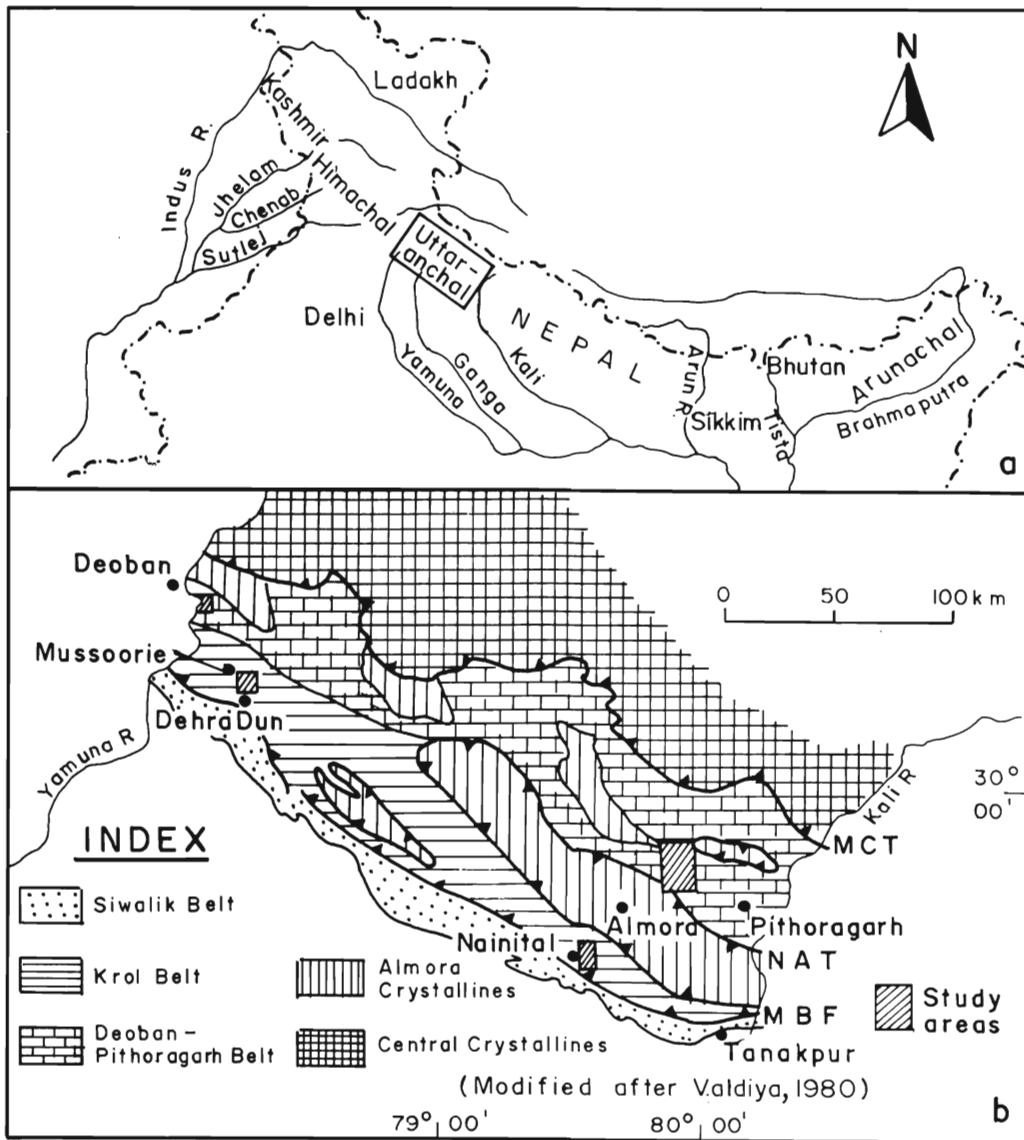 N
Ladakh
Kashmir
Indus R.
Jhelam
Himachal
Chenab
Sutlej
Uttar-
anchal
Delhi
NEPAL
Yamuna
Ganga
Kali
Arun R.
Bhutan
Arunachal
Sikkim
Tista
Brahmaputra
a
Deoban
0 50 100 km
Mussoorie
DehraDun
Yamuna R
Kali R
30°
00'
MCT
INDEX
Siwalik Belt
Krol Belt
Deoban-
Pithoragarh Belt
Almora
Crystallines
Central Crystallines
Almora
Pithoragarh
Nainital
NAT
MBF
Tanakpur
Study
areas
(Modified after Valdiya, 1980)
79° 00'
80° 00'
b